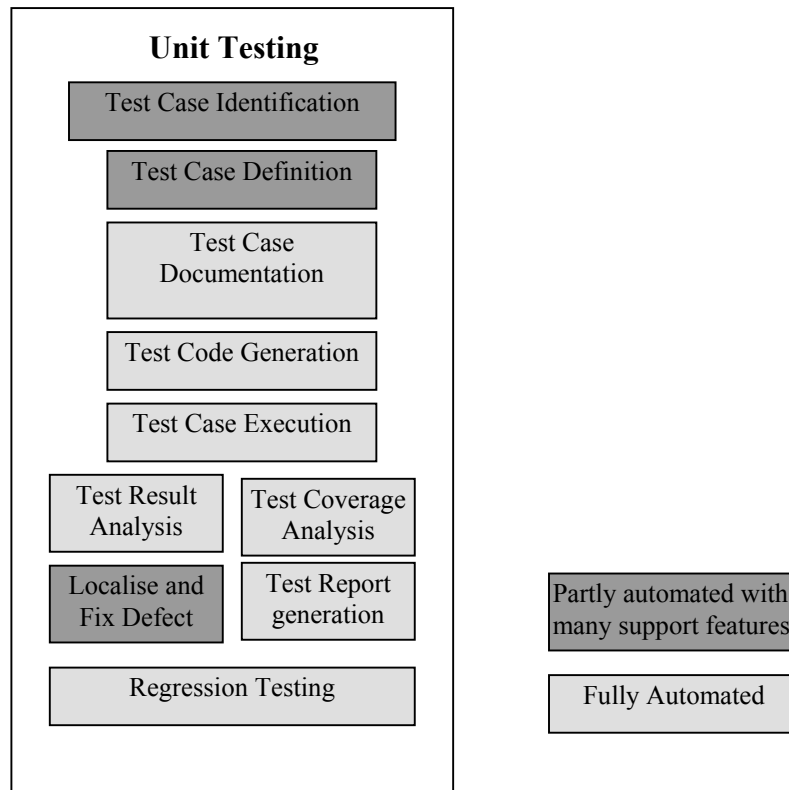 Unit Testing
Test Case Identification
Test Case Definition
Test Case
Documentation
Test Code Generation
Test Case Execution
Test Result
Analysis
Test Coverage
Analysis
Localise and
Fix Defect
Test Report
generation
Regression Testing
Partly automated with
many support features
Fully Automated